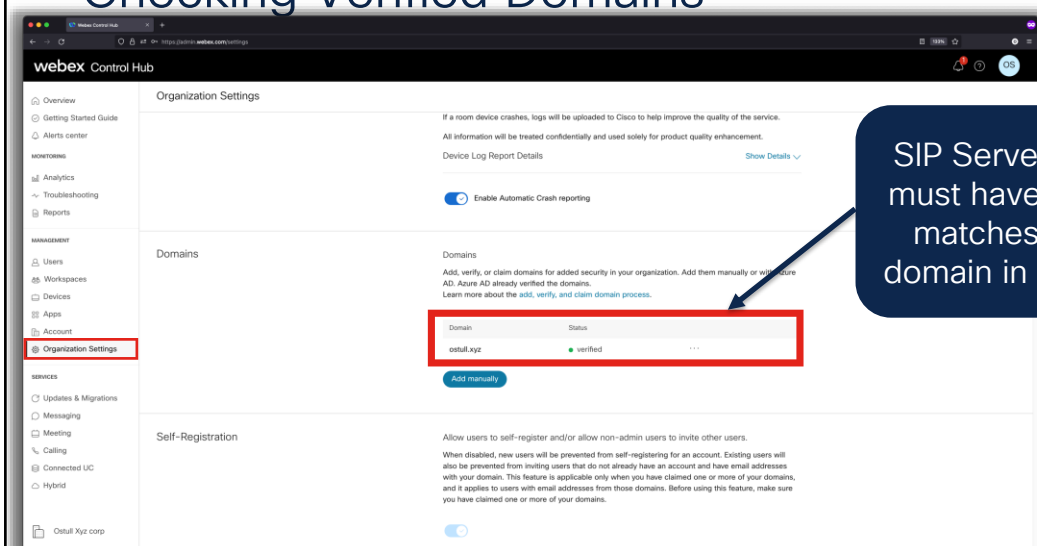 Checking Verified Domains
Webex Control Hub
https://admin.webex.com/settings
133%
webex Control Hub
OS
Overview
Getting Started Guide
Alerts center
MONITORING
Analytics
Troubleshooting
Reports
MANAGEMENT
Users
Workspaces
Devices
Apps
Account
Organization Settings
SERVICES
Updates & Migrations
Messaging
Meeting
Calling
Connected UC
Hybrid
Ostull Xyz corp
Organization Settings
If a room device crashes, logs will be uploaded to Cisco to help improve the quality of the service.
All information will be treated confidentially and used solely for product quality enhancement.
Device Log Report Details
Show Details
Enable Automatic Crash reporting
Domains
Domains
Add, verify, or claim domains for added security in your organization. Add them manually or with Azure
AD. Azure AD already verified the domains.
Learn more about the add, verify, and claim domain process.
Domain Status
ostull.xyz verified ...
Add manually
Self-Registration
Allow users to self-register and/or allow non-admin users to invite other users.
When disabled, new users will be prevented from self-registering for an account. Existing users will
also be prevented from inviting users that do not already have an account and have email addresses
with your domain. This feature is applicable only when you have claimed one or more of your domains,
and it applies to users with email addresses from those domains. Before using this feature, make sure
you have claimed one or more of your domains.
SIP Serve
must have
matches
domain in